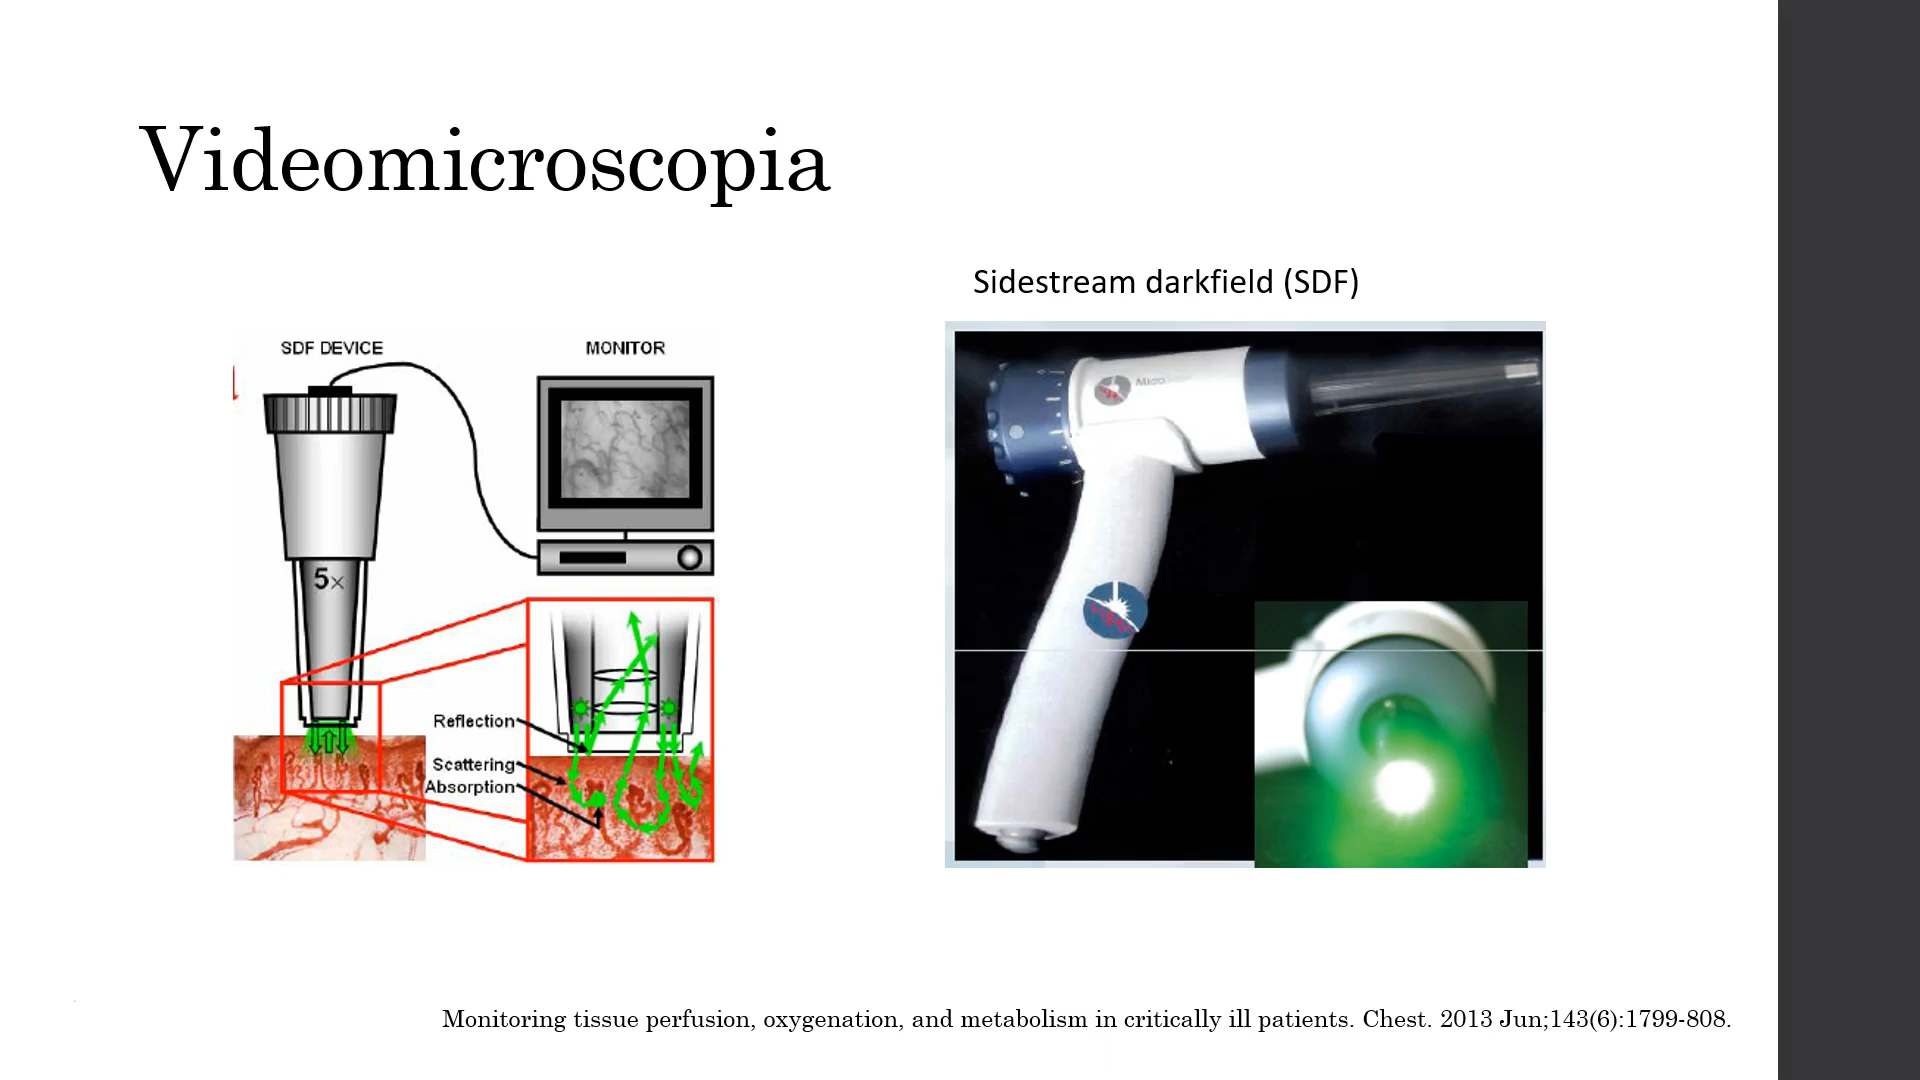 Videomicroscopia
Sidestream darkfield (SDF)
SDF DEVICE
MONITOR
5×
Reflection
Scattering
Absorption
Monitoring tissue perfusion, oxygenation, and metabolism in critically ill patients. Chest. 2013 Jun;143(6):1799-808.